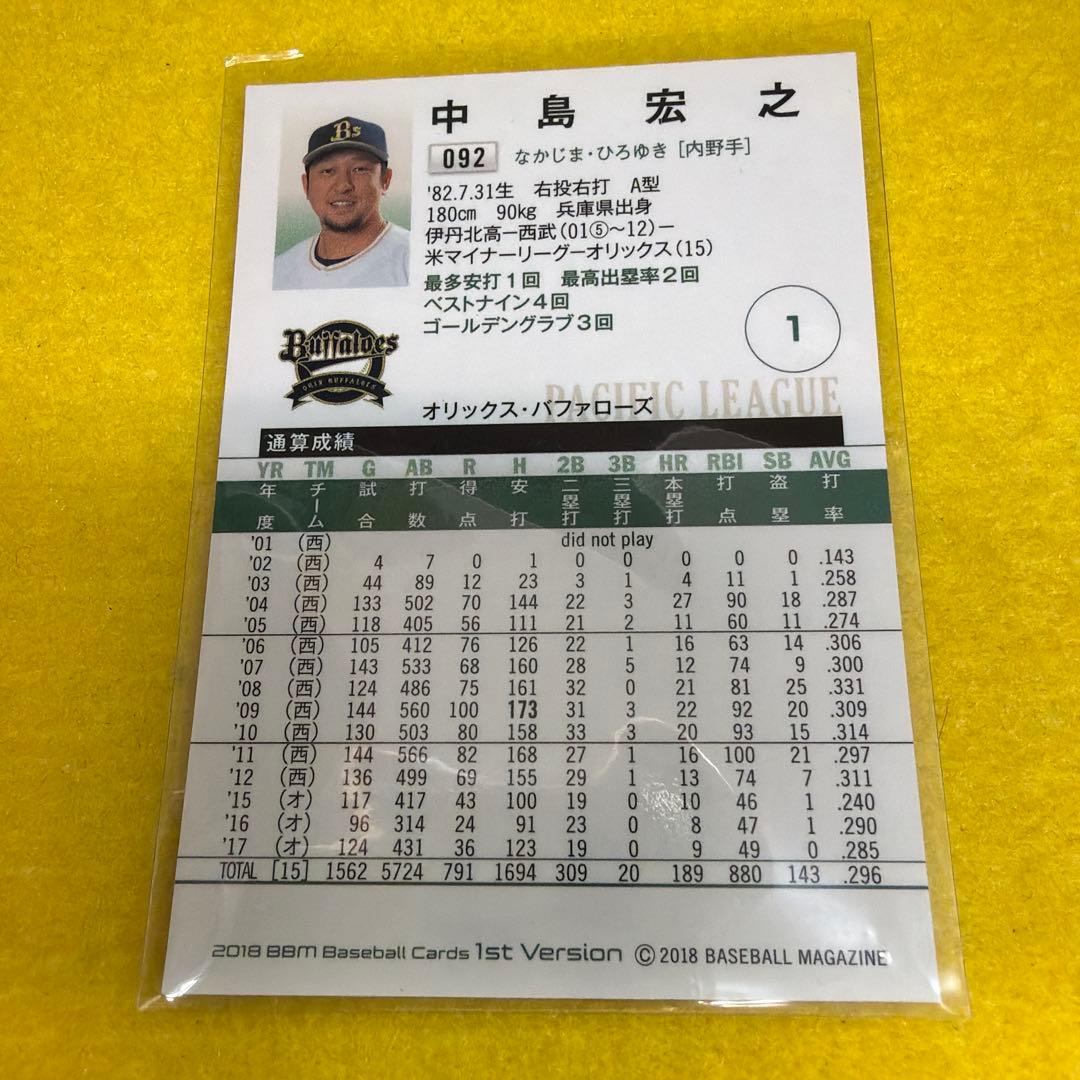 中島宏之
092 なかじま・ひろゆき [内野手]
'82.7.31生 右投右打 A型
180cm 90kg 兵庫県出身
伊丹北高ー西武(01⑤〜12)ー
米マイナーリーグーオリックス(15)
最多安打1回 最高出塁率2回
ベストナイン4回
ゴールデングラブ3回
1
Bs
Buffaloes
ORIX BUFFALOES
PACIFIC LEAGUE
オリックス・バファローズ
通算成績
YR TM G AB R H 2B 3B HR RBI SB AVG
年度 チーム 試合 打数 得点 安打 二塁打 三塁打 本塁打 打点 盗塁 打率
'01 (西) did not play
'02 (西) 4 7 0 1 0 0 0 0 0 .143
'03 (西) 44 89 12 23 3 1 4 11 1 .258
'04 (西) 133 502 70 144 22 3 27 90 18 .287
'05 (西) 118 405 56 111 21 2 11 60 11 .274
'06 (西) 105 412 76 126 22 1 16 63 14 .306
'07 (西) 143 533 68 160 28 5 12 74 9 .300
'08 (西) 124 486 75 161 32 0 21 81 25 .331
'09 (西) 144 560 100 173 31 3 22 92 20 .309
'10 (西) 130 503 80 158 33 3 20 93 15 .314
'11 (西) 144 566 82 168 27 1 16 100 21 .297
'12 (西) 136 499 69 155 29 1 13 74 7 .311
'15 (オ) 117 417 43 100 19 0 10 46 1 .240
'16 (オ) 96 314 24 91 23 0 8 47 1 .290
'17 (オ) 124 431 36 123 19 0 9 49 0 .285
TOTAL [15] 1562 5724 791 1694 309 20 189 880 143 .296
2018 BBM Baseball Cards 1st Version © 2018 BASEBALL MAGAZINE